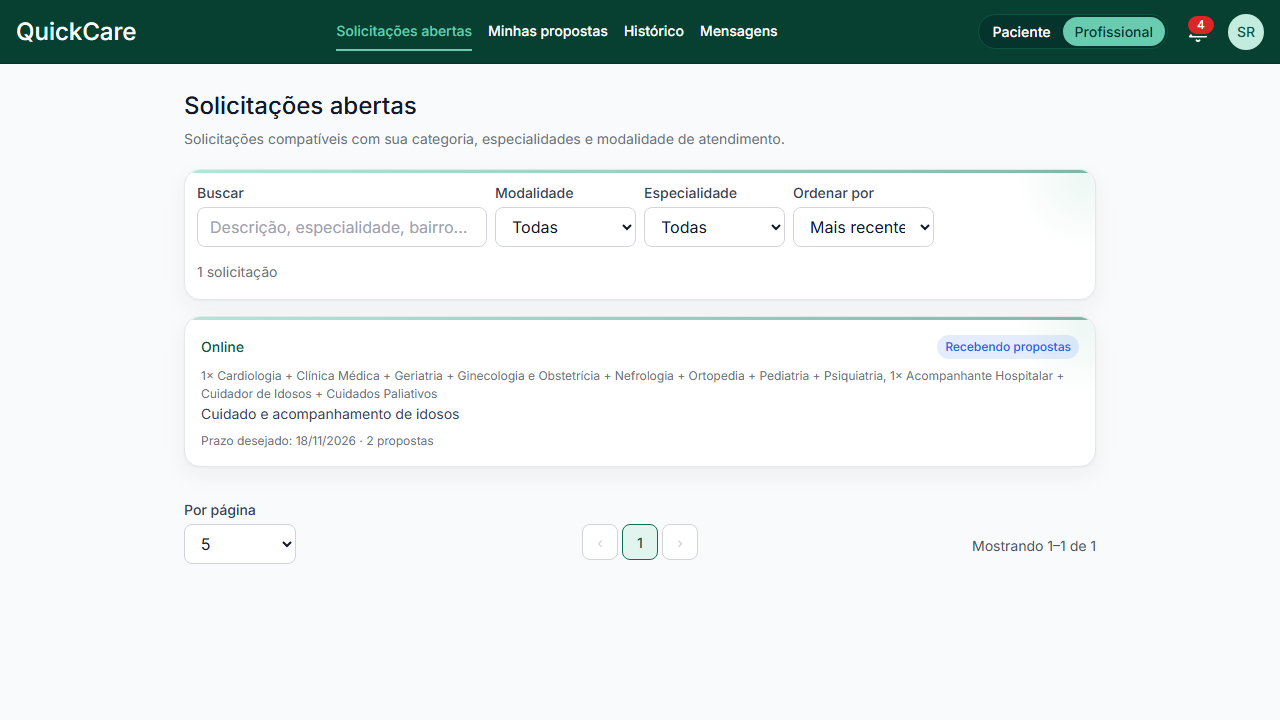 QuickCare
Solicitações abertas
Minhas propostas
Histórico
Mensagens
Paciente
Profissional
4
SR
Solicitações abertas
Solicitações compatíveis com sua categoria, especialidades e modalidade de atendimento.
Buscar
Modalidade
Especialidade
Ordenar por
Descrição, especialidade, bairro...
Todas
Todas
Mais recente
1 solicitação
Online
Recebendo propostas
1× Cardiologia + Clínica Médica + Geriatria + Ginecologia e Obstetrícia + Nefrologia + Ortopedia + Pediatria + Psiquiatria, 1× Acompanhante Hospitalar +
Cuidador de Idosos + Cuidados Paliativos
Cuidado e acompanhamento de idosos
Prazo desejado: 18/11/2026 · 2 propostas
Por página
5
‹
1
›
Mostrando 1–1 de 1